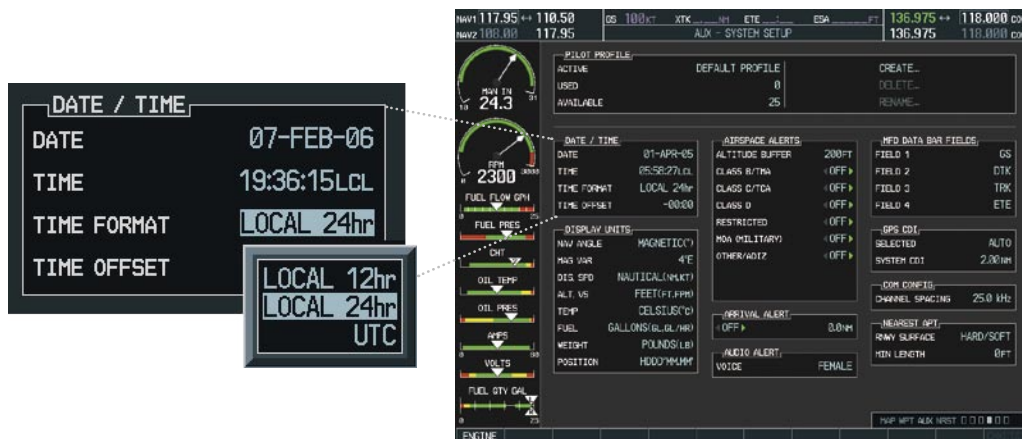 DATE / TIME
DATE 07-FEB-06
TIME 19:36:15LCL
TIME FORMAT LOCAL 24hr
TIME OFFSET
LOCAL 12hr
LOCAL 24hr
UTC
NAV1 117.95 ↔ 110.50 GS 100KT XTK ____NM ETE __:__ ESA ____FT 136.975 ↔ 118.000 CO
NAV2 108.00 117.95 AUX - SYSTEM SETUP 136.975 118.000 CO
PILOT PROFILE
ACTIVE DEFAULT PROFILE CREATE…
USED 0 DELETE…
AVAILABLE 25 RENAME…
MAN IN
24.3
RPM
2300
FUEL FLOW GPH
FUEL PRES
CHT
OIL TEMP
OIL PRES
AMPS
VOLTS
FUEL QTY GAL
ENGINE
DATE / TIME
DATE 01-APR-05
TIME 05:58:27LCL
TIME FORMAT LOCAL 24hr
TIME OFFSET -00:00
DISPLAY UNITS
NAV ANGLE MAGNETIC(°)
MAG VAR 4°E
DIS, SPD NAUTICAL(NM,KT)
ALT, VS FEET(FT,FPM)
TEMP CELSIUS(°C)
FUEL GALLONS(GL,GL/HR)
WEIGHT POUNDS(LB)
POSITION HDDD°MM.MM'
AIRSPACE ALERTS
ALTITUDE BUFFER 200FT
CLASS B/TMA OFF
CLASS C/TCA OFF
CLASS D OFF
RESTRICTED OFF
MOA (MILITARY) OFF
OTHER/ADIZ OFF
ARRIVAL ALERT
OFF 0.0NM
AUDIO ALERT
VOICE FEMALE
MFD DATA BAR FIELDS
FIELD 1 GS
FIELD 2 DTK
FIELD 3 TRK
FIELD 4 ETE
GPS CDI
SELECTED AUTO
SYSTEM CDI 2.00NM
COM CONFIG
CHANNEL SPACING 25.0 kHz
NEAREST APT
RNWY SURFACE HARD/SOFT
MIN LENGTH 0FT
MAP WPT AUX NRST